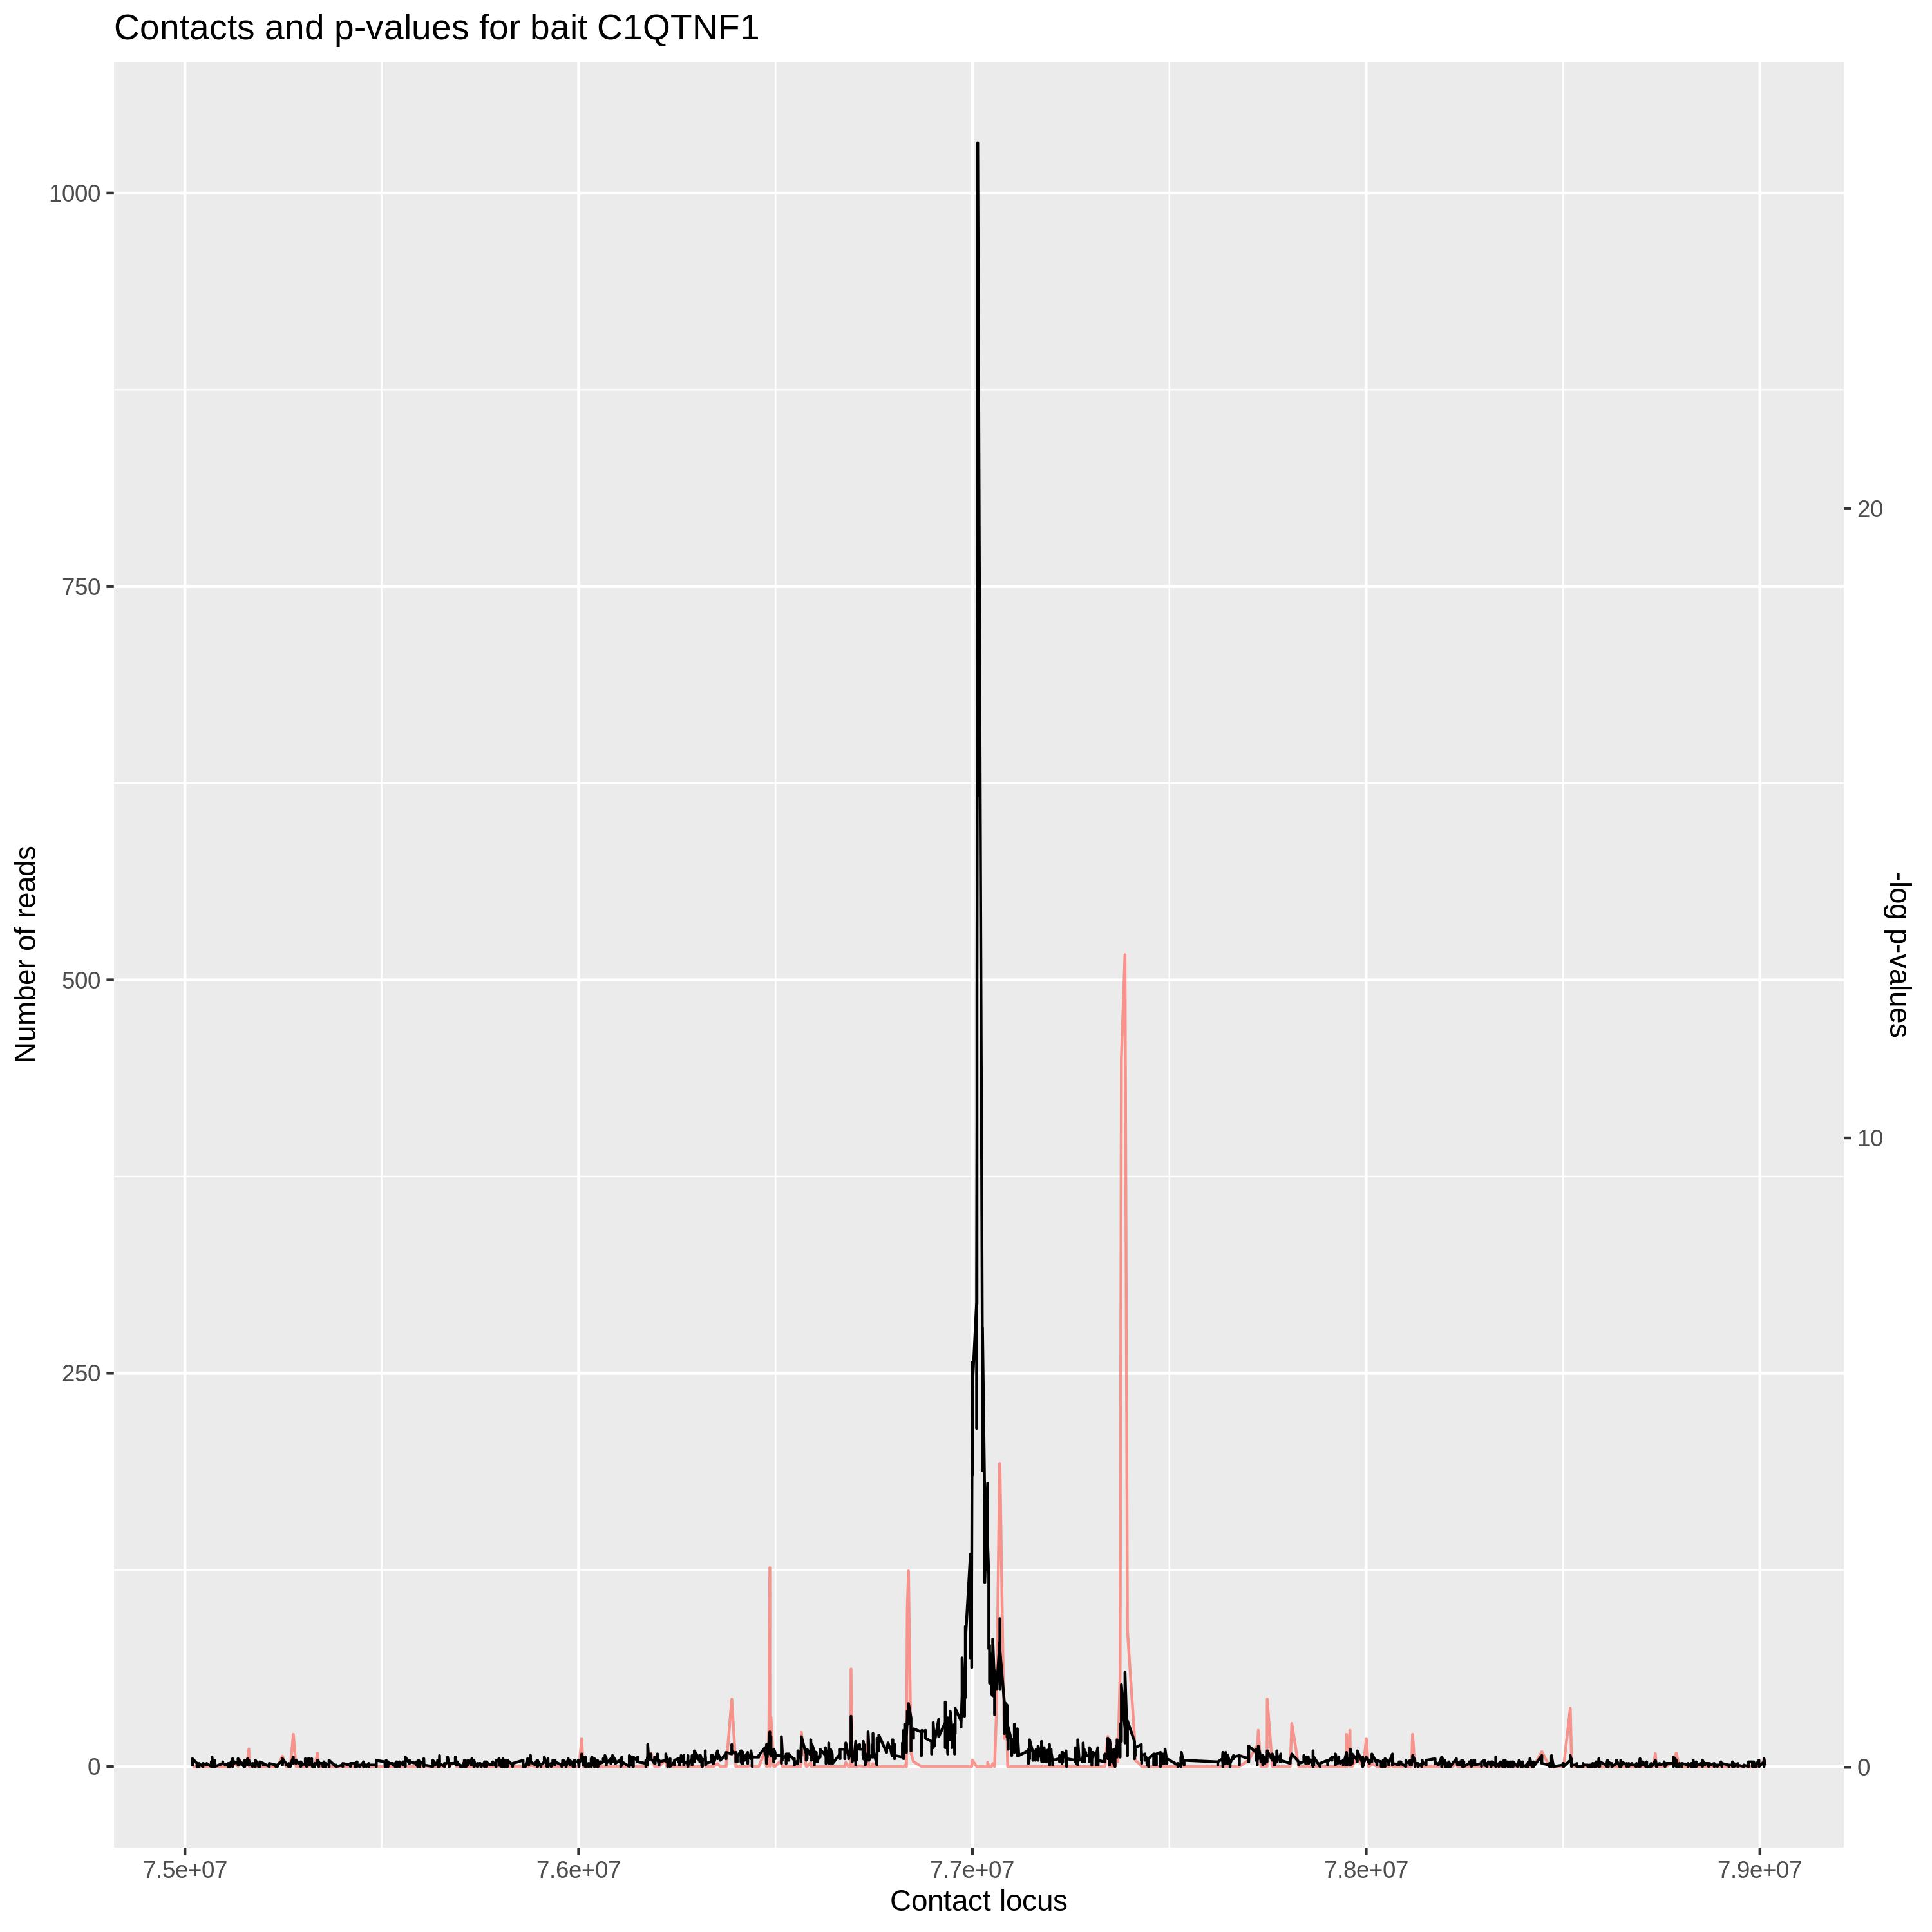 Contacts and p-values for bait C1QTNF1
Number of reads
1000
750
500
250
0
20
10
0
-log p-values
7.5e+07
7.6e+07
7.7e+07
7.8e+07
7.9e+07
Contact locus